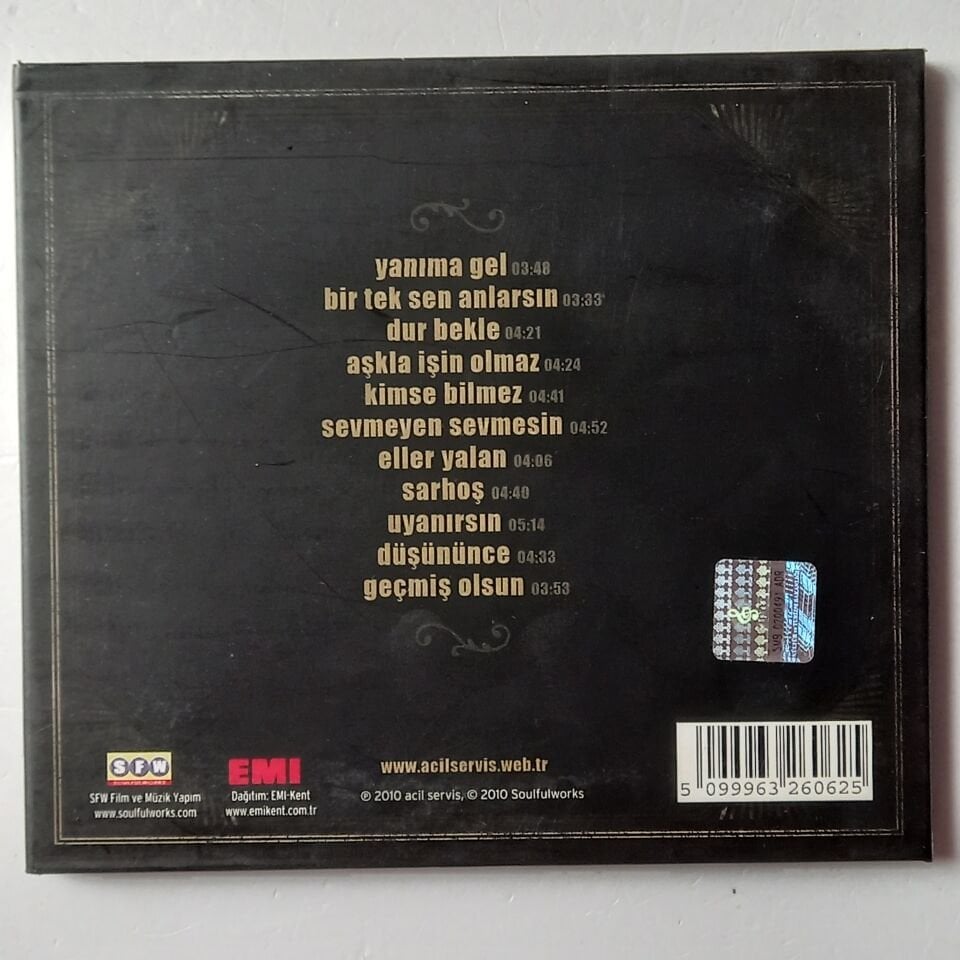 yanıma gel 03:48
bir tek sen anlarsın 03:33
dur bekle 04:21
aşkla işin olmaz 04:24
kimse bilmez 04:41
sevmeyen sevmesin 04:52
eller yalan 04:06
sarhoş 04:40
uyanırsın 05:14
düşününce 04:33
geçmiş olsun 03:53
SFW
SFW Film ve Müzik Yapım
www.soulfulworks.com
EMI
Dağıtım: EMI-Kent
www.emikent.com.tr
www.acilservis.web.tr
℗ 2010 acil servis, © 2010 Soulfulworks
5 099963 260625